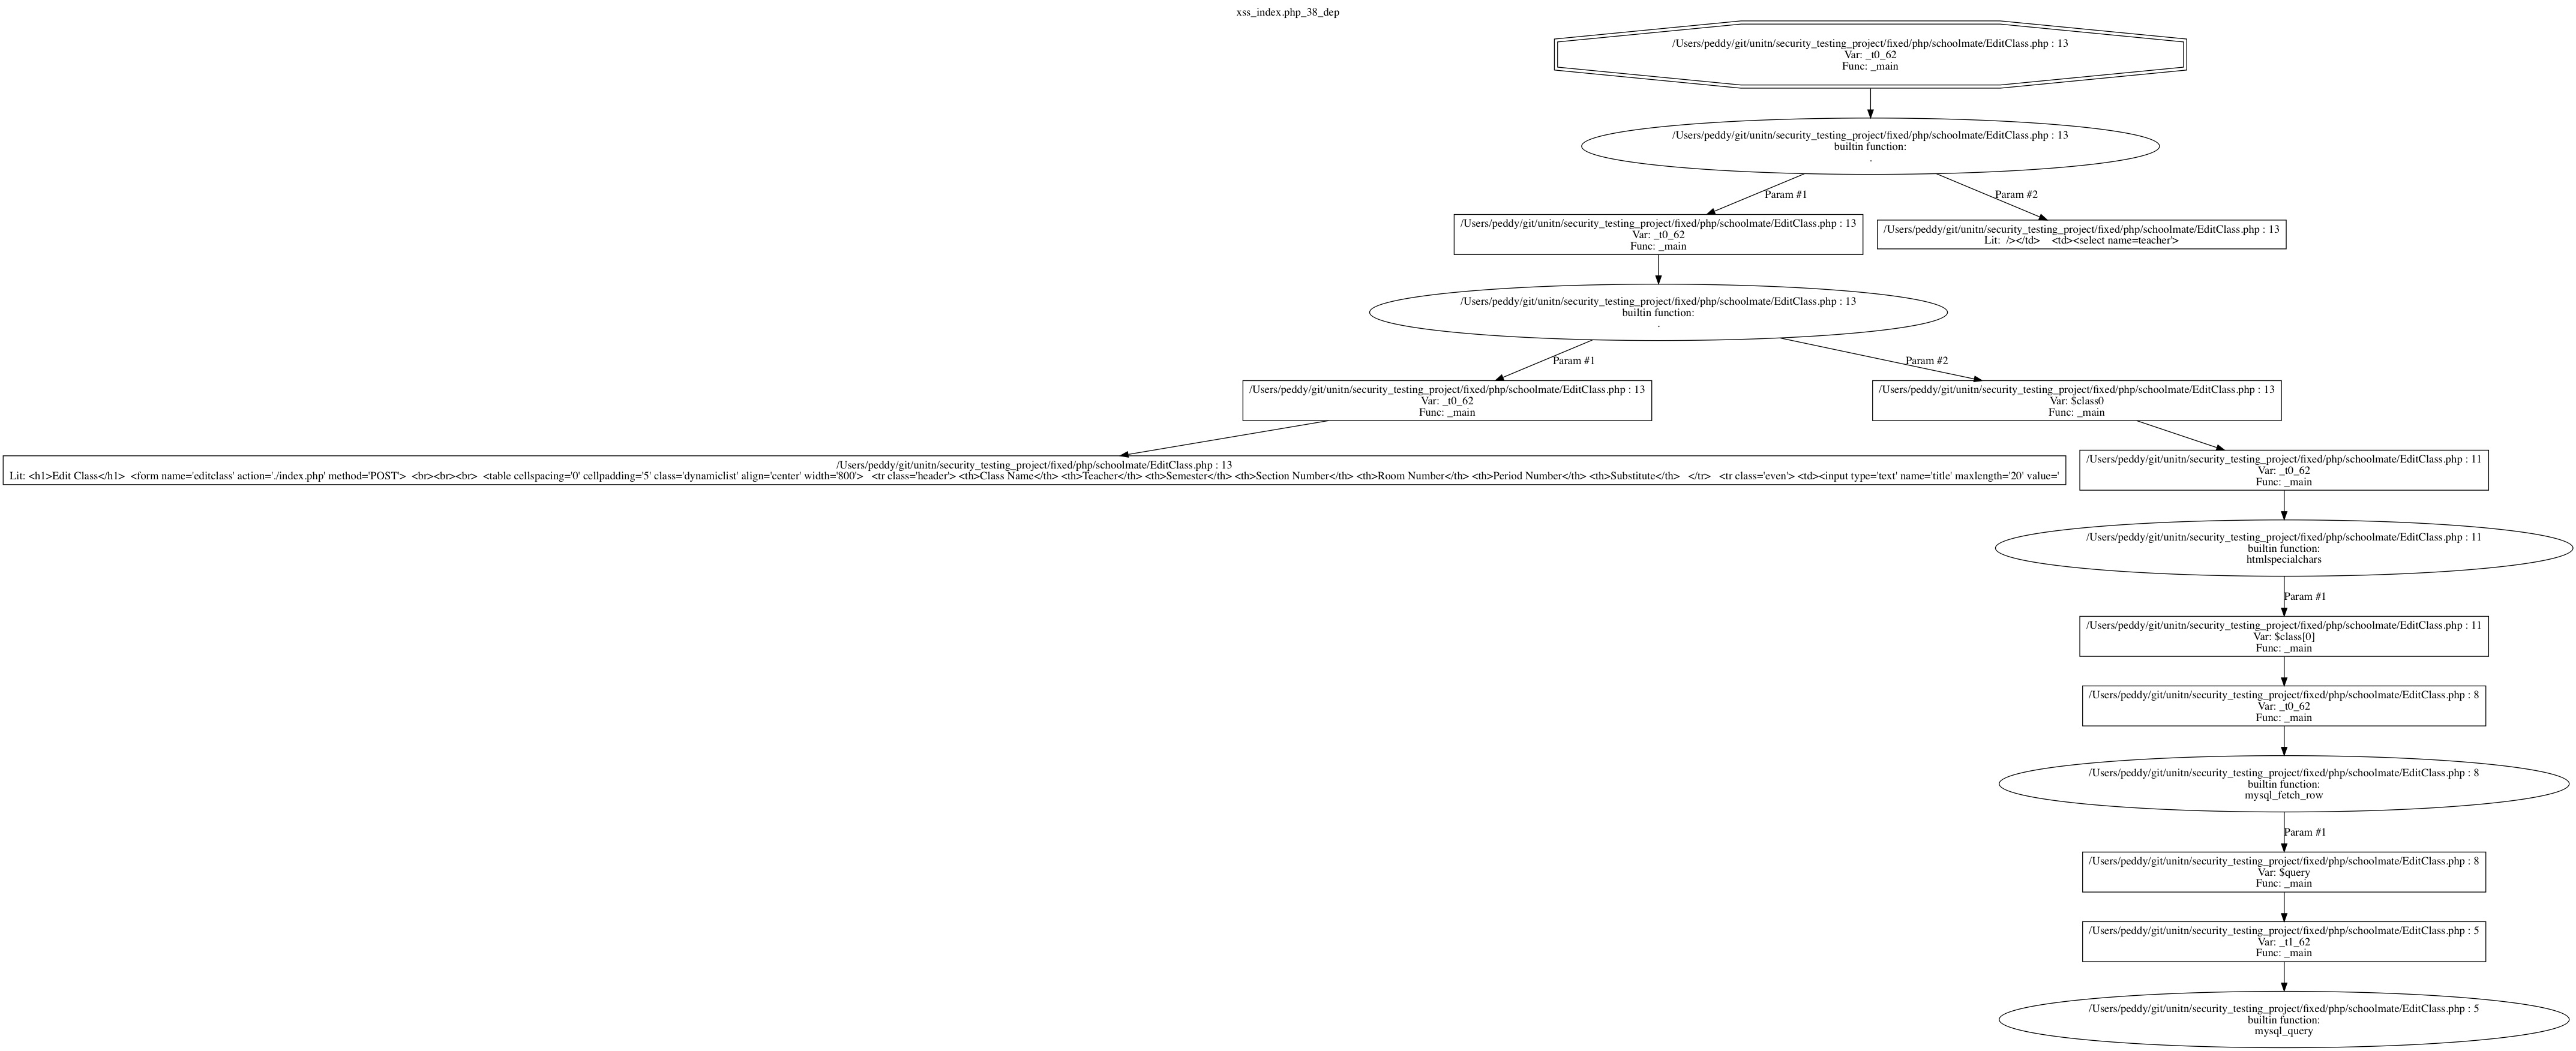 xss_index.php_38_dep
/Users/peddy/git/unitn/security_testing_project/fixed/php/schoolmate/EditClass.php : 13
Var: _t0_62
Func: _main
/Users/peddy/git/unitn/security_testing_project/fixed/php/schoolmate/EditClass.php : 13
builtin function:
.
Param #1
Param #2
/Users/peddy/git/unitn/security_testing_project/fixed/php/schoolmate/EditClass.php : 13
Var: _t0_62
Func: _main
/Users/peddy/git/unitn/security_testing_project/fixed/php/schoolmate/EditClass.php : 13
Lit:  /></td>    <td><select name=teacher'>
/Users/peddy/git/unitn/security_testing_project/fixed/php/schoolmate/EditClass.php : 13
builtin function:
.
Param #1
Param #2
/Users/peddy/git/unitn/security_testing_project/fixed/php/schoolmate/EditClass.php : 13
Var: _t0_62
Func: _main
/Users/peddy/git/unitn/security_testing_project/fixed/php/schoolmate/EditClass.php : 13
Var: $class0
Func: _main
/Users/peddy/git/unitn/security_testing_project/fixed/php/schoolmate/EditClass.php : 13
Lit: <h1>Edit Class</h1>  <form name='editclass' action='./index.php' method='POST'>  <br><br><br>  <table cellspacing='0' cellpadding='5' class='dynamiclist' align='center' width='800'>   <tr class='header'> <th>Class Name</th> <th>Teacher</th> <th>Semester</th> <th>Section Number</th> <th>Room Number</th> <th>Period Number</th> <th>Substitute</th>   </tr>   <tr class='even'> <td><input type='text' name='title' maxlength='20' value='
/Users/peddy/git/unitn/security_testing_project/fixed/php/schoolmate/EditClass.php : 11
Var: _t0_62
Func: _main
/Users/peddy/git/unitn/security_testing_project/fixed/php/schoolmate/EditClass.php : 11
builtin function:
htmlspecialchars
Param #1
/Users/peddy/git/unitn/security_testing_project/fixed/php/schoolmate/EditClass.php : 11
Var: $class[0]
Func: _main
/Users/peddy/git/unitn/security_testing_project/fixed/php/schoolmate/EditClass.php : 8
Var: _t0_62
Func: _main
/Users/peddy/git/unitn/security_testing_project/fixed/php/schoolmate/EditClass.php : 8
builtin function:
mysql_fetch_row
Param #1
/Users/peddy/git/unitn/security_testing_project/fixed/php/schoolmate/EditClass.php : 8
Var: $query
Func: _main
/Users/peddy/git/unitn/security_testing_project/fixed/php/schoolmate/EditClass.php : 5
Var: _t1_62
Func: _main
/Users/peddy/git/unitn/security_testing_project/fixed/php/schoolmate/EditClass.php : 5
builtin function:
mysql_query